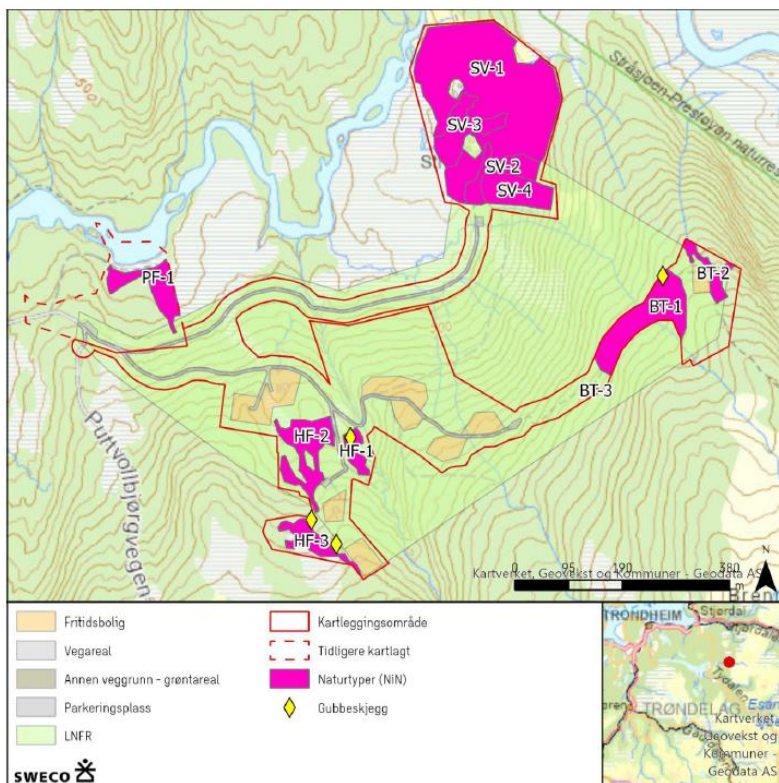 500
SV-1
Stråsjøen-Prestøyan naturres
SV-3
SV-2
SV-4
PF-1
BT-2
BT-1
BT-3
HF-2
HF-1
HF-3
Puttvollbjørgvegen
0 95 190 380
m
N
Kartverket, Geovekst og Kommuner - Geodata AS
Bren
Fritidsbolig
Vegareal
Annen veggrunn - grøntareal
Parkeringsplass
LNFR
Kartleggingsområde
Tidligere kartlagt
Naturtyper (NiN)
Gubbeskjegg
SWECO
TRONDHEIM
Stjørdal
Tydalen
TRØNDELAG
Kartverket,
Geovekst og
Kommuner -
Geodata AS